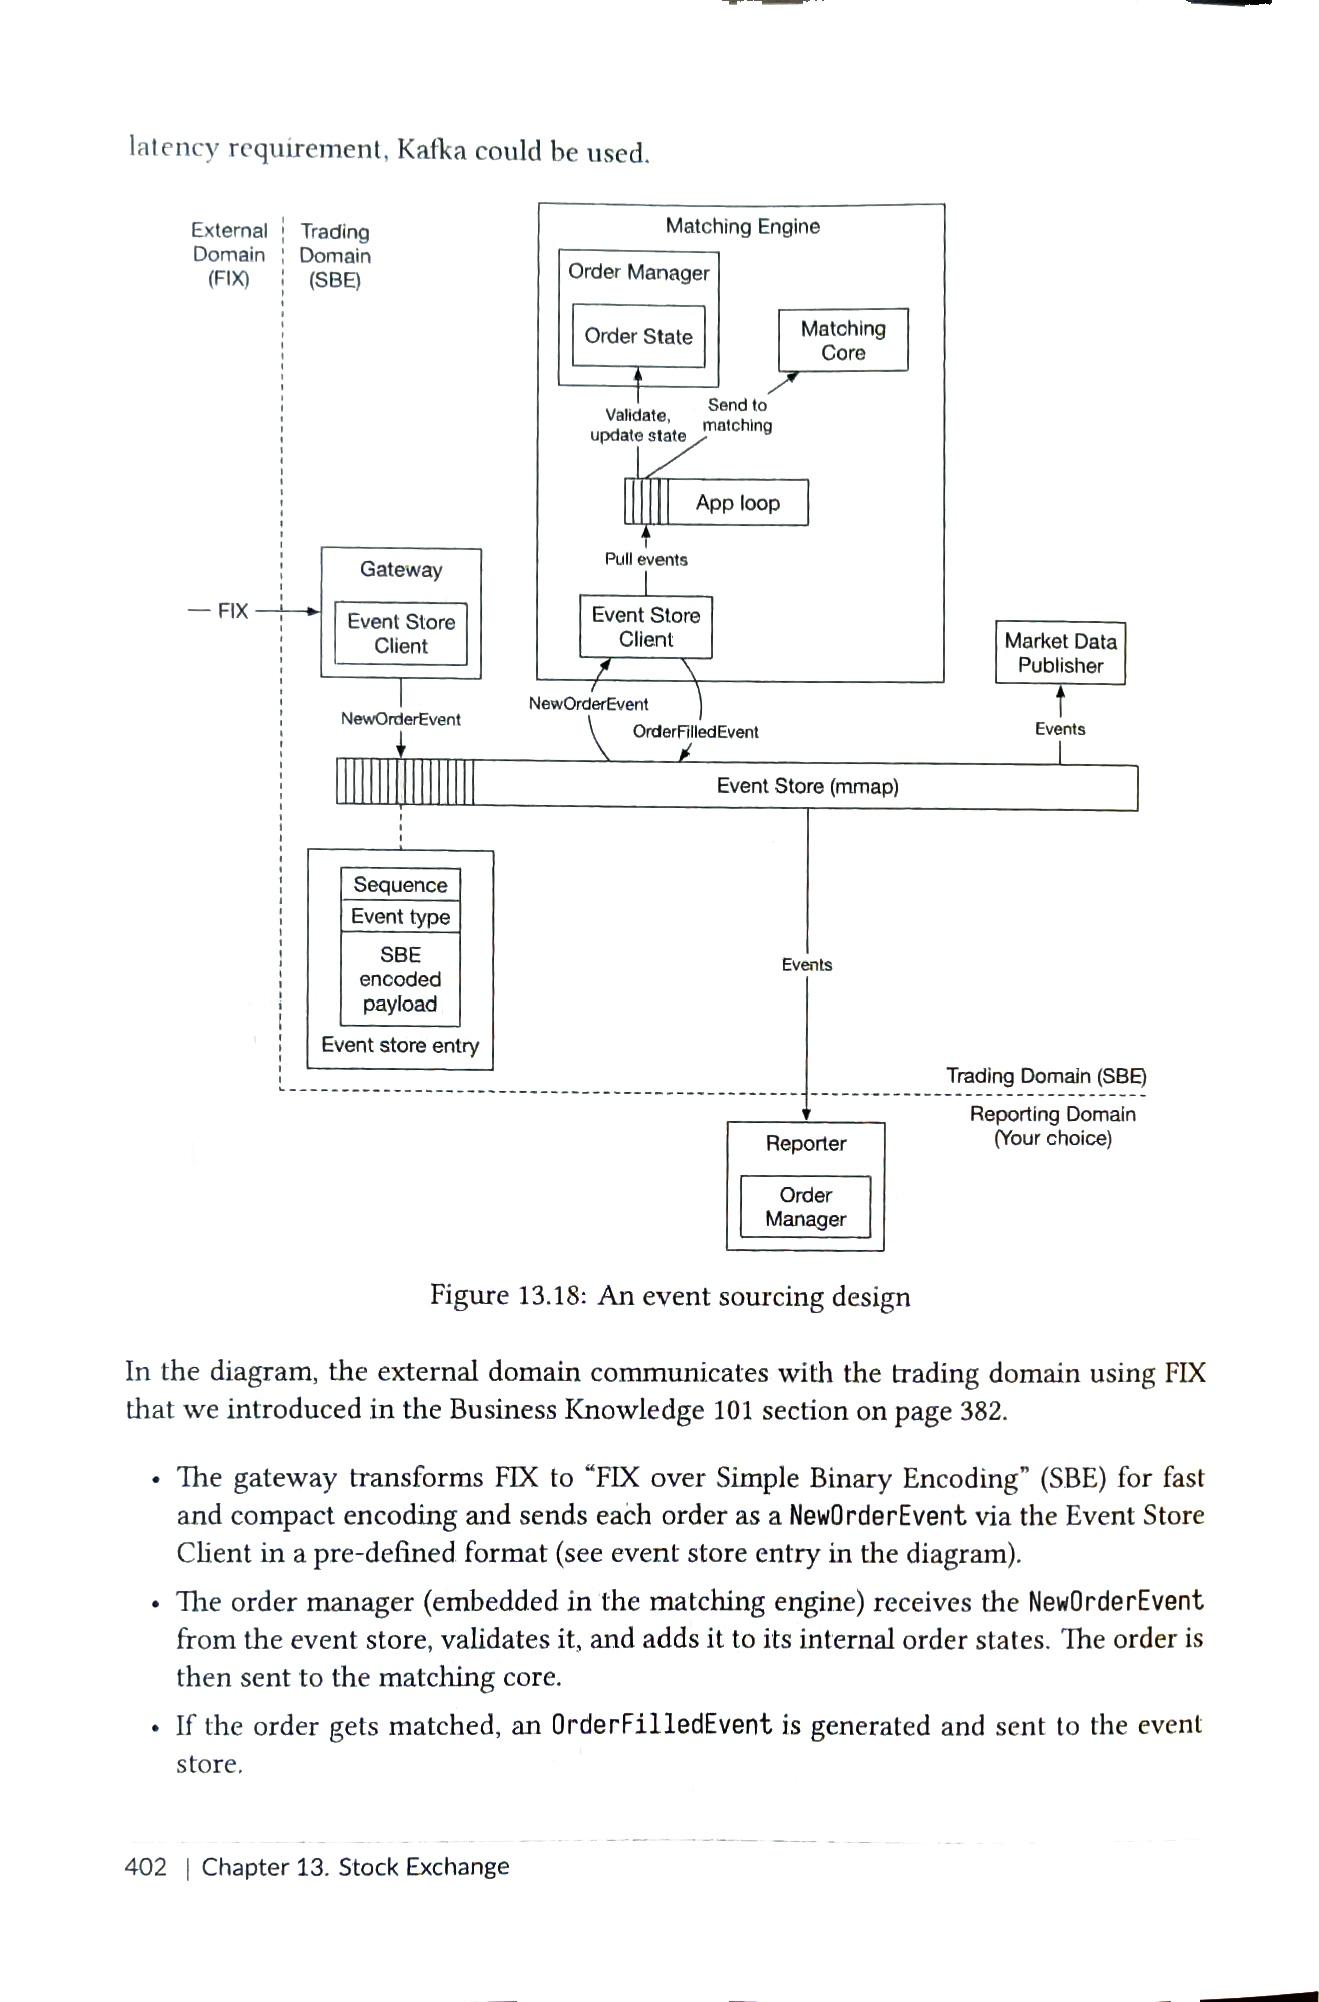 latency requirement, Kafka could be used.
External
Domain
(FIX)
Trading
Domain
(SBE)
Matching Engine
Order Manager
Order State
Matching
Core
Validate,
update state
Send to
matching
App loop
Pull events
Event Store
Client
Gateway
Event Store
Client
FIX
Market Data
Publisher
NewOrderEvent
NewOrderEvent
OrderFilledEvent
Events
Event Store (mmap)
Sequence
Event type
SBE
encoded
payload
Event store entry
Events
Trading Domain (SBE)
Reporting Domain
(Your choice)
Reporter
Order
Manager
Figure 13.18: An event sourcing design
In the diagram, the external domain communicates with the trading domain using FIX
that we introduced in the Business Knowledge 101 section on page 382.
• The gateway transforms FIX to “FIX over Simple Binary Encoding” (SBE) for fast
and compact encoding and sends each order as a NewOrderEvent via the Event Store
Client in a pre-defined format (see event store entry in the diagram).
• The order manager (embedded in the matching engine) receives the NewOrderEvent
from the event store, validates it, and adds it to its internal order states. The order is
then sent to the matching core.
• If the order gets matched, an OrderFilledEvent is generated and sent to the event
store.
402 | Chapter 13. Stock Exchange